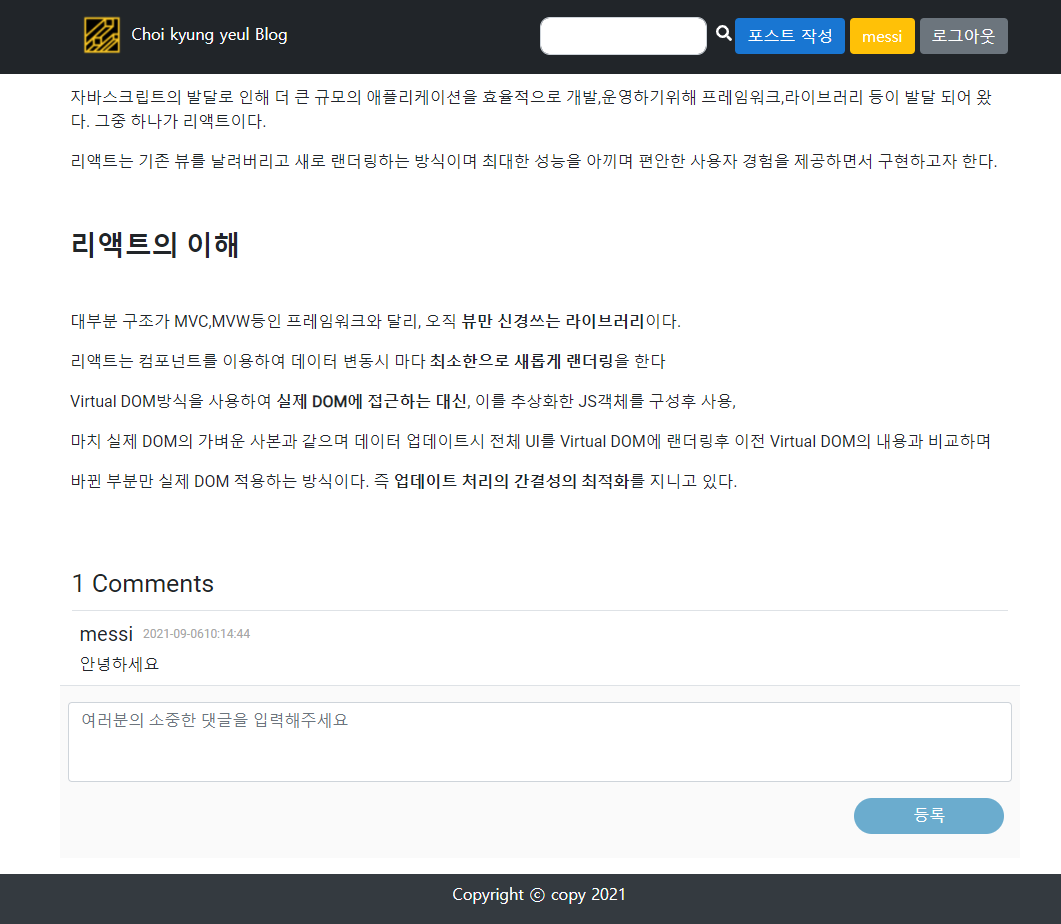 Choi kyung yeul Blog
포스트 작성
messi
로그아웃
자바스크립트의 발달로 인해 더 큰 규모의 애플리케이션을 효율적으로 개발,운영하기위해 프레임워크,라이브러리 등이 발달 되어 왔
다. 그중 하나가 리액트이다.
리액트는 기존 뷰를 날려버리고 새로 랜더링하는 방식이며 최대한 성능을 아끼며 편안한 사용자 경험을 제공하면서 구현하고자 한다.
리액트의 이해
대부분 구조가 MVC,MVW등인 프레임워크와 달리, 오직 뷰만 신경쓰는 라이브러리이다.
리액트는 컴포넌트를 이용하여 데이터 변동시 마다 최소한으로 새롭게 랜더링을 한다
Virtual DOM방식을 사용하여 실제 DOM에 접근하는 대신, 이를 추상화한 JS객체를 구성후 사용,
마치 실제 DOM의 가벼운 사본과 같으며 데이터 업데이트시 전체 UI를 Virtual DOM에 랜더링후 이전 Virtual DOM의 내용과 비교하며
바뀐 부분만 실제 DOM 적용하는 방식이다. 즉 업데이트 처리의 간결성의 최적화를 지니고 있다.
1 Comments
messi 2021-09-0610:14:44
안녕하세요
여러분의 소중한 댓글을 입력해주세요
등록
Copyright ⓒ copy 2021